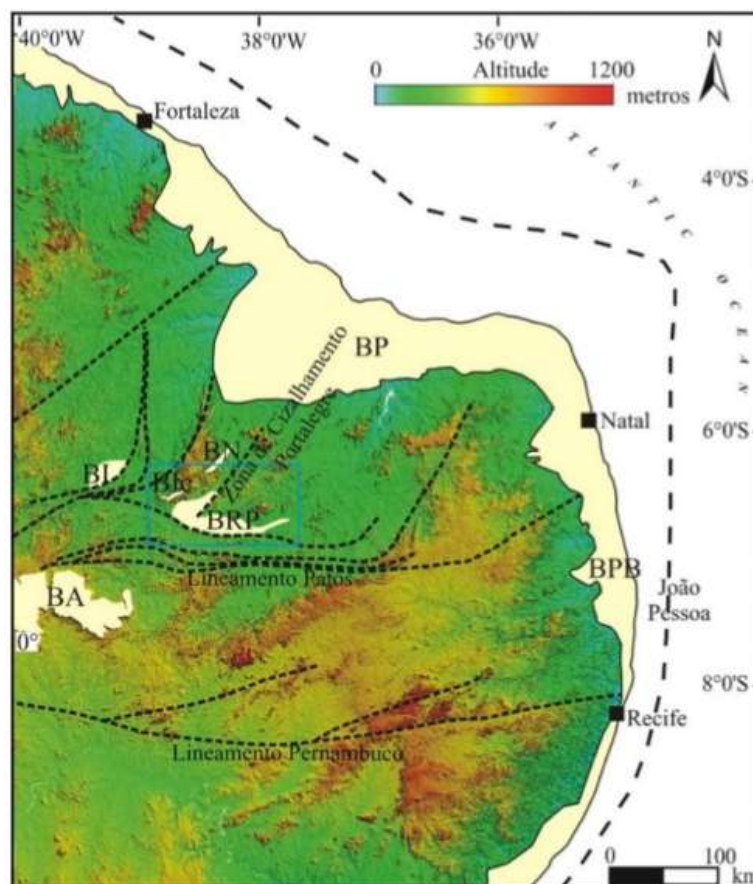 40°0'W
38°0'W
36°0'W
N
0 Altitude 1200
metros
Fortaleza
ATLANTIC OCEAN
4°0'S
BP
Zona de Cizalhamento
Portalegre
Natal
6°0'S
BN
BI
BRP
Lineamento Patos
BPB
BA
João
Pessoa
0°
8°0'S
Recife
Lineamento Pernambuco
0 100
km